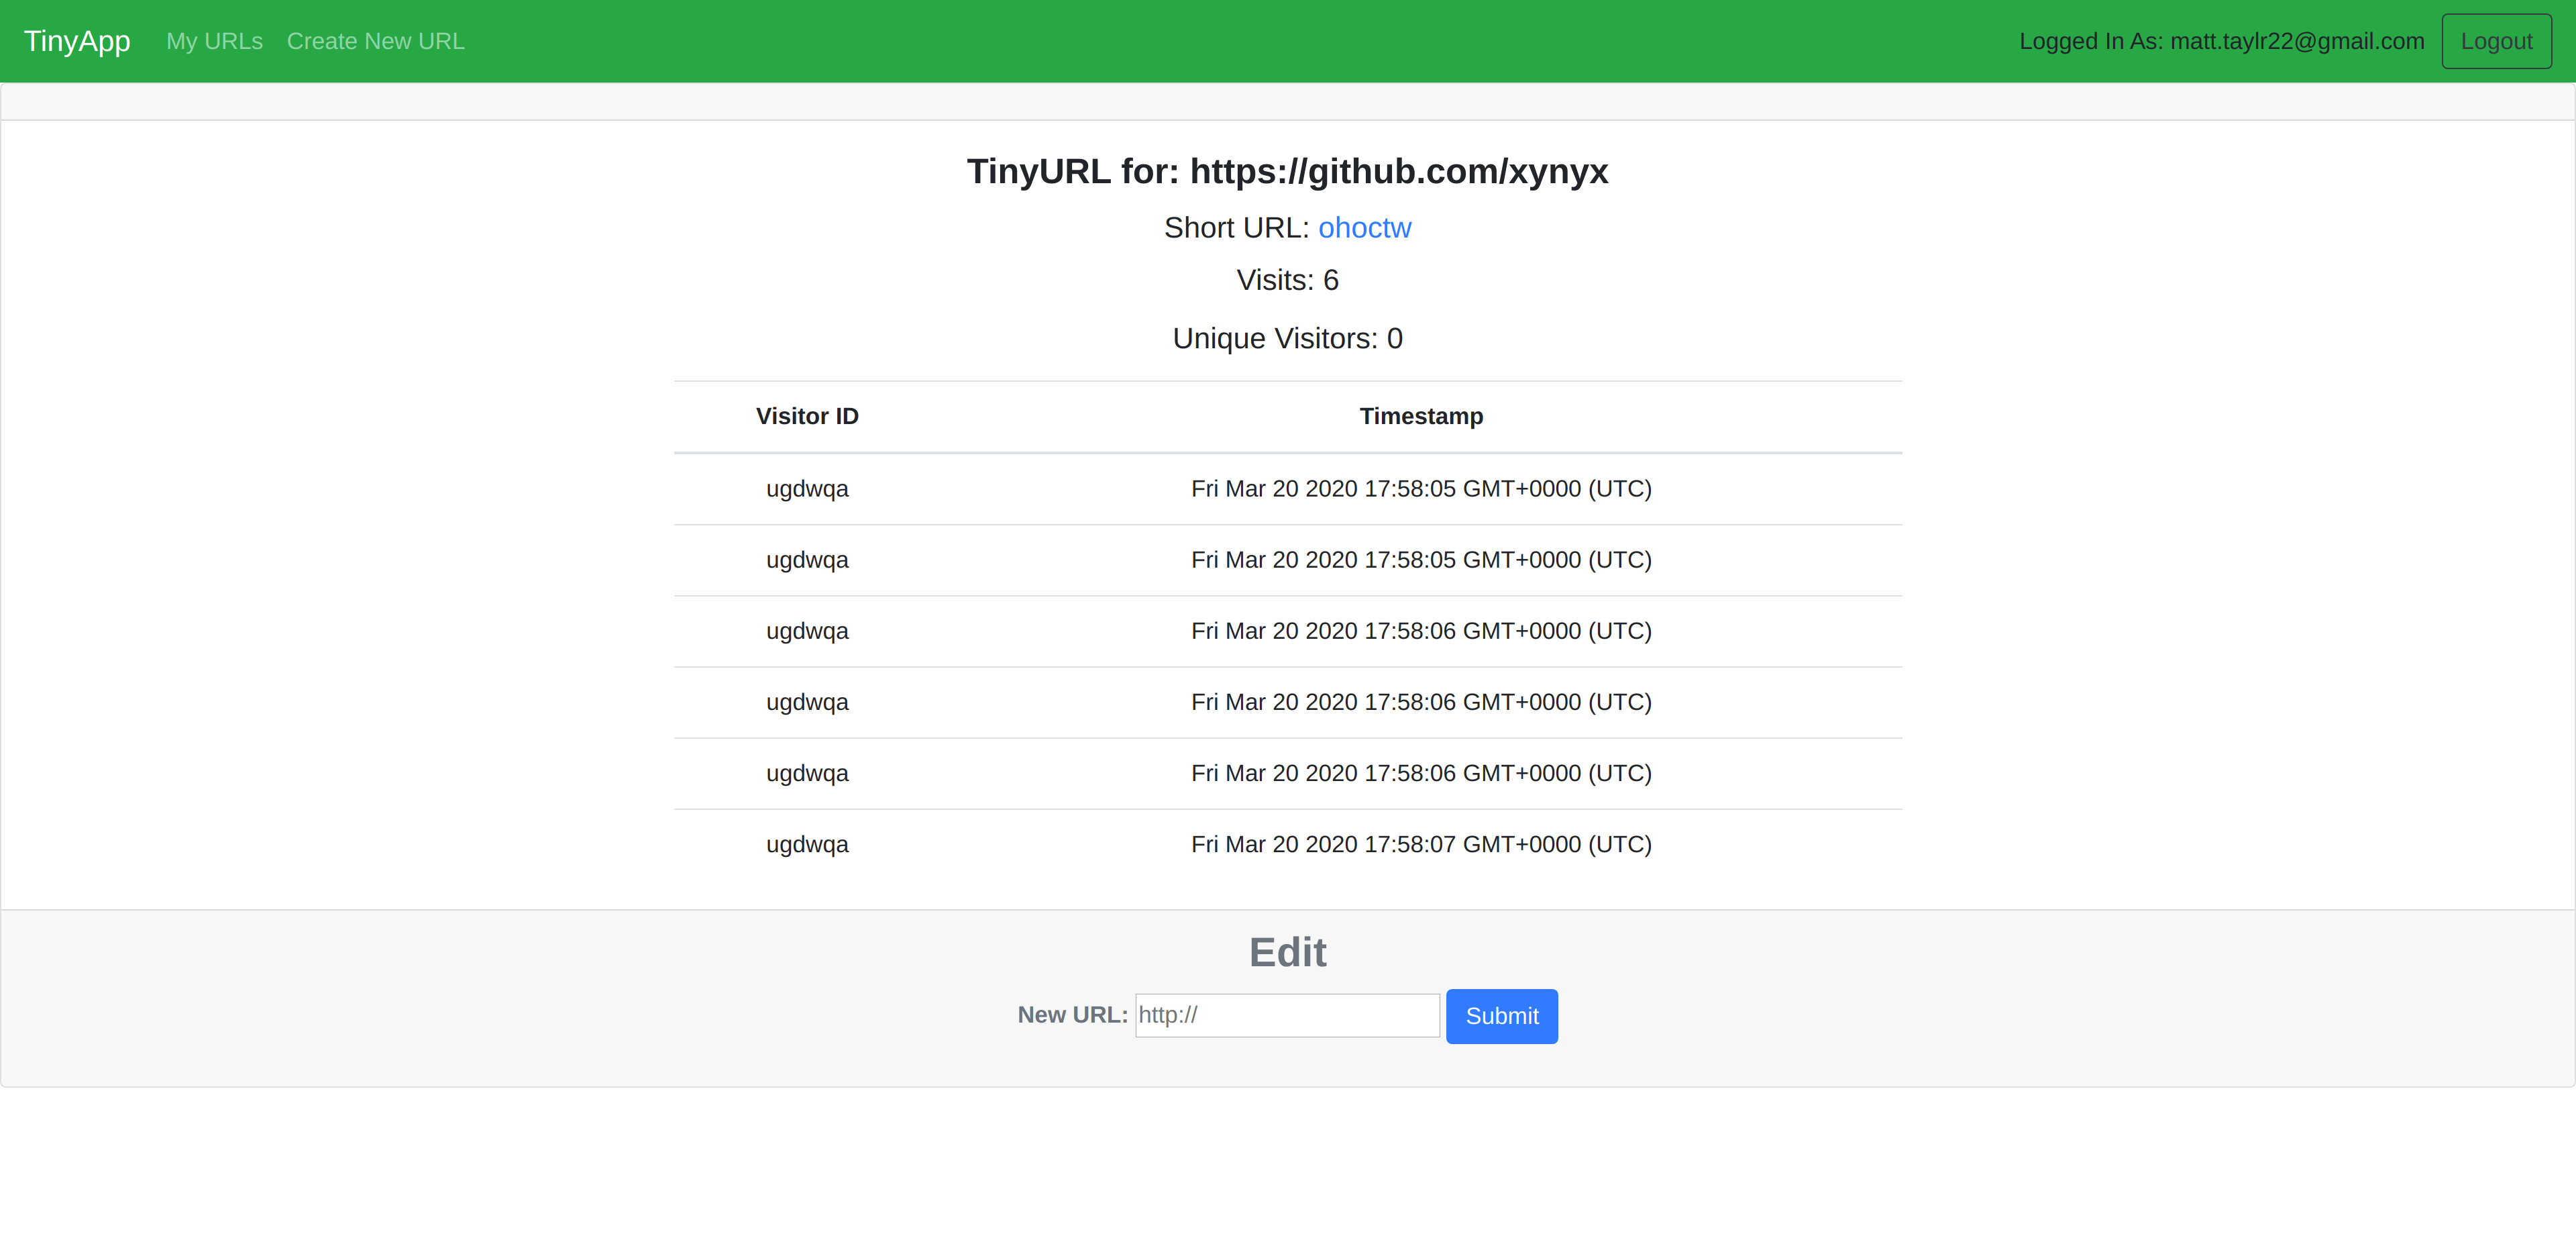 TinyApp My URLs Create New URL Logged In As: matt.taylr22@gmail.com Logout
TinyURL for: https://github.com/xynyx
Short URL: ohoctw
Visits: 6
Unique Visitors: 0
Visitor ID Timestamp
ugdwqa Fri Mar 20 2020 17:58:05 GMT+0000 (UTC)
ugdwqa Fri Mar 20 2020 17:58:05 GMT+0000 (UTC)
ugdwqa Fri Mar 20 2020 17:58:06 GMT+0000 (UTC)
ugdwqa Fri Mar 20 2020 17:58:06 GMT+0000 (UTC)
ugdwqa Fri Mar 20 2020 17:58:06 GMT+0000 (UTC)
ugdwqa Fri Mar 20 2020 17:58:07 GMT+0000 (UTC)
Edit
New URL: http:// Submit